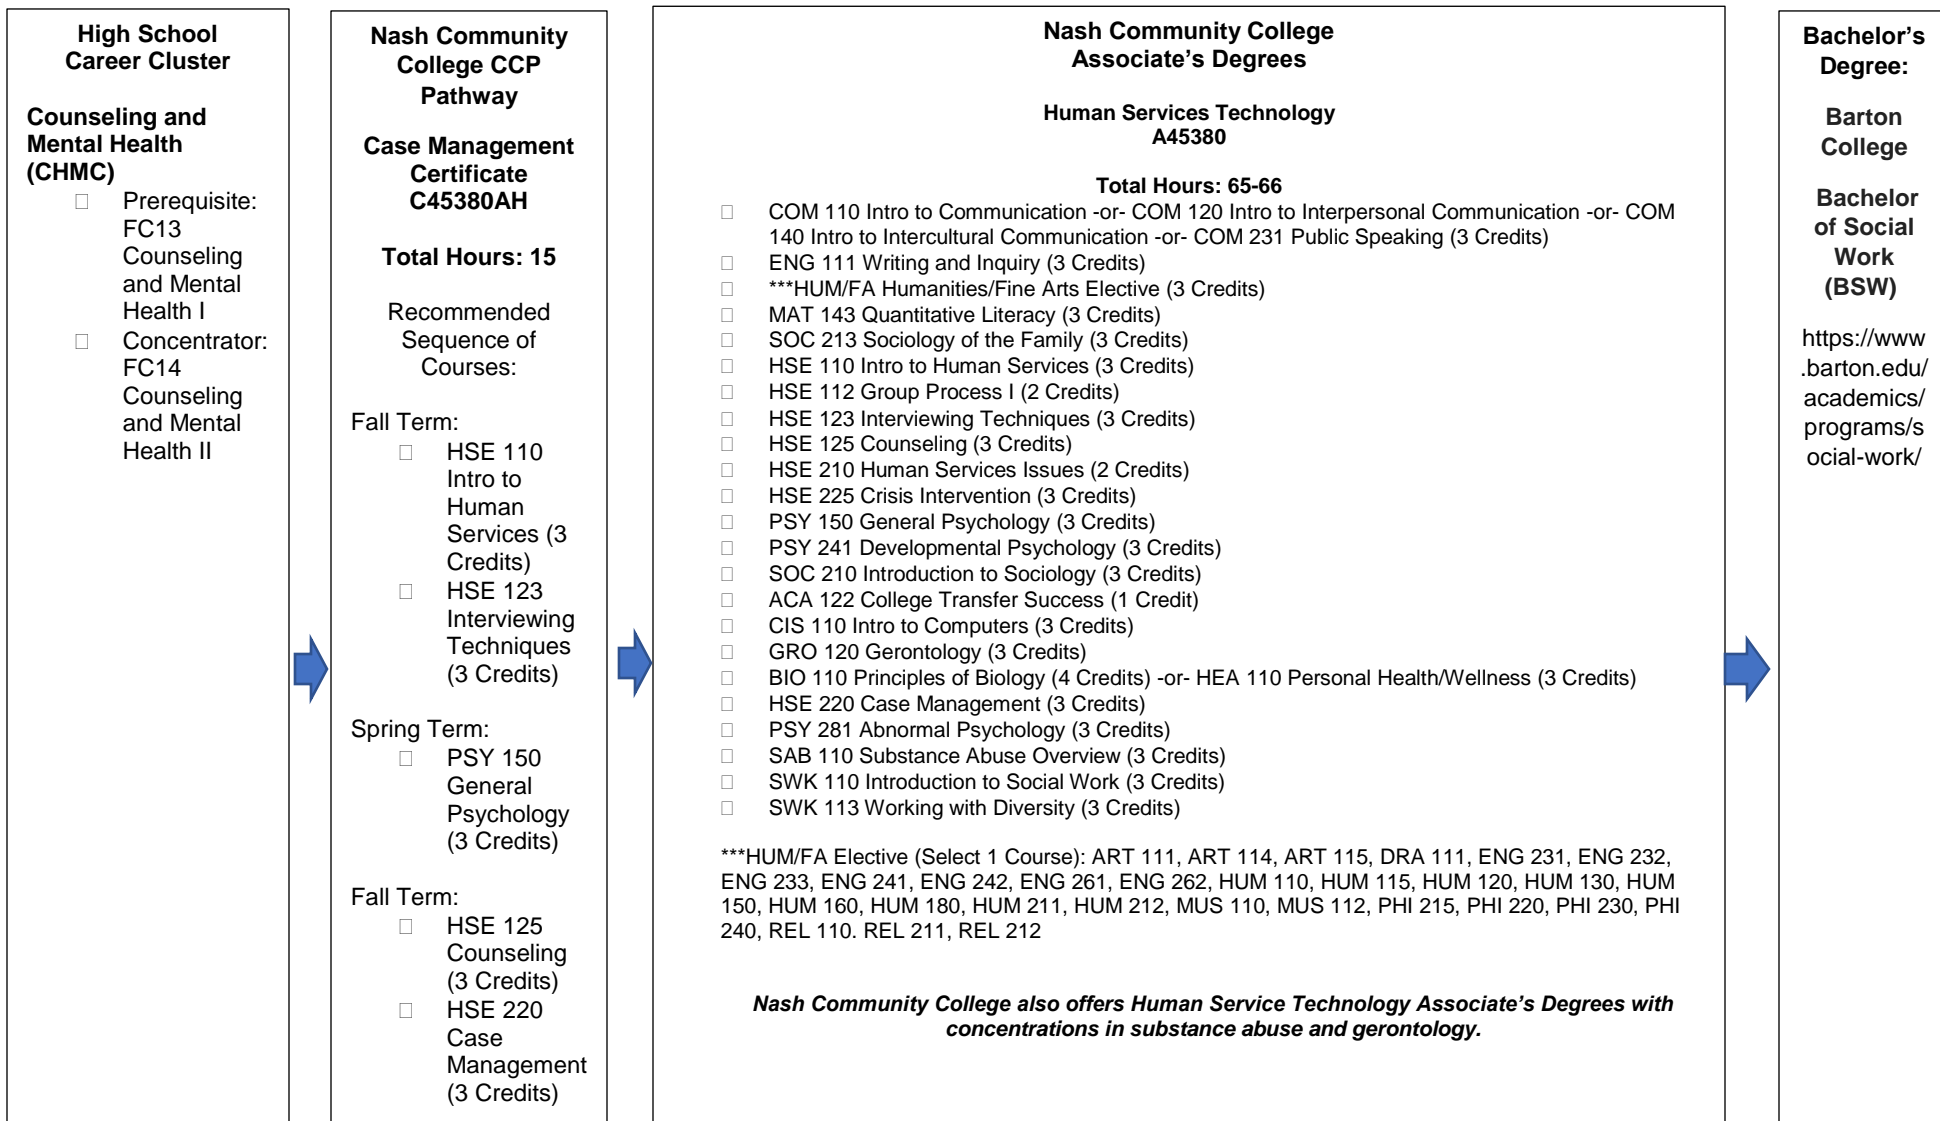 High School
Career Cluster
Counseling and
Mental Health
(CHMC)
Prerequisite:
FC13
Counseling
and Mental
Health I
Concentrator:
FC14
Counseling
and Mental
Health II
Nash Community
College CCP
Pathway
Case Management
Certificate
C45380AH
Total Hours: 15
Recommended
Sequence of
Courses:
Fall Term:
HSE 110
Intro to
Human
Services (3
Credits)
HSE 123
Interviewing
Techniques
(3 Credits)
Spring Term:
PSY 150
General
Psychology
(3 Credits)
Fall Term:
HSE 125
Counseling
(3 Credits)
HSE 220
Case
Management
(3 Credits)
Nash Community College
Associate's Degrees
Human Services Technology
A45380
Total Hours: 65-66
COM 110 Intro to Communication -or- COM 120 Intro to Interpersonal Communication -or- COM
140 Intro to Intercultural Communication -or- COM 231 Public Speaking (3 Credits)
ENG 111 Writing and Inquiry (3 Credits)
***HUM/FA Humanities/Fine Arts Elective (3 Credits)
MAT 143 Quantitative Literacy (3 Credits)
SOC 213 Sociology of the Family (3 Credits)
HSE 110 Intro to Human Services (3 Credits)
HSE 112 Group Process I (2 Credits)
HSE 123 Interviewing Techniques (3 Credits)
HSE 125 Counseling (3 Credits)
HSE 210 Human Services Issues (2 Credits)
HSE 225 Crisis Intervention (3 Credits)
PSY 150 General Psychology (3 Credits)
PSY 241 Developmental Psychology (3 Credits)
SOC 210 Introduction to Sociology (3 Credits)
ACA 122 College Transfer Success (1 Credit)
CIS 110 Intro to Computers (3 Credits)
GRO 120 Gerontology (3 Credits)
BIO 110 Principles of Biology (4 Credits) -or- HEA 110 Personal Health/Wellness (3 Credits)
HSE 220 Case Management (3 Credits)
PSY 281 Abnormal Psychology (3 Credits)
SAB 110 Substance Abuse Overview (3 Credits)
SWK 110 Introduction to Social Work (3 Credits)
SWK 113 Working with Diversity (3 Credits)
***HUM/FA Elective (Select 1 Course): ART 111, ART 114, ART 115, DRA 111, ENG 231, ENG 232,
ENG 233, ENG 241, ENG 242, ENG 261, ENG 262, HUM 110, HUM 115, HUM 120, HUM 130, HUM
150, HUM 160, HUM 180, HUM 211, HUM 212, MUS 110, MUS 112, PHI 215, PHI 220, PHI 230, PHI
240, REL 110. REL 211, REL 212
Nash Community College also offers Human Service Technology Associate's Degrees with
concentrations in substance abuse and gerontology.
Bachelor's
Degree:
Barton
College
Bachelor
of Social
Work
(BSW)
https://www
.barton.edu/
academics/
programs/s
ocial-work/